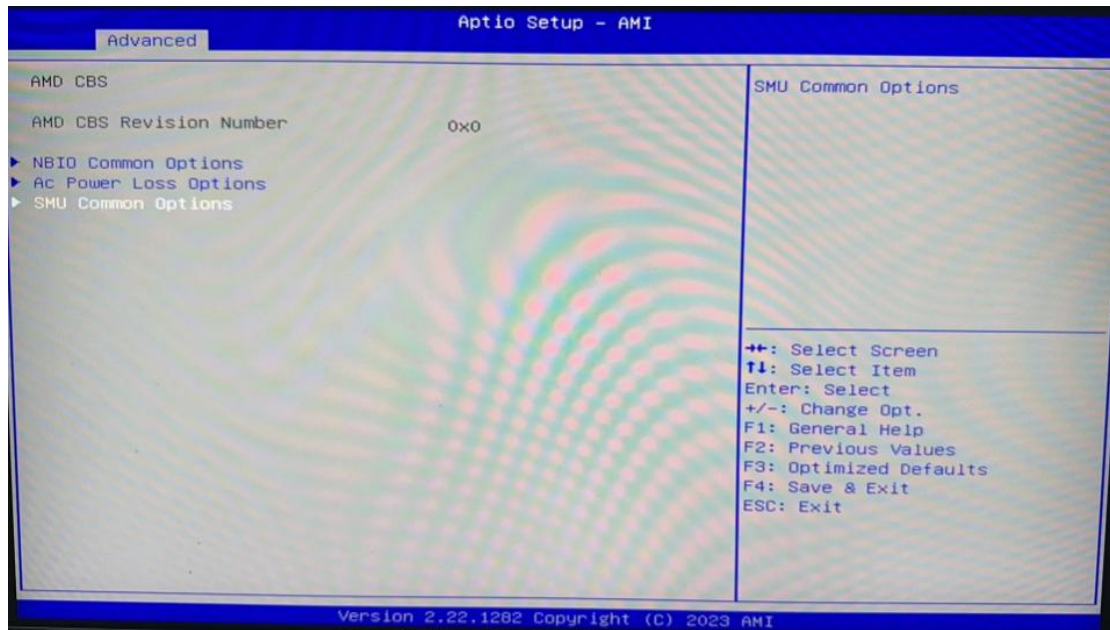 Aptio Setup - AMI
Advanced
AMD CBS
AMD CBS Revision Number 0x0
NBIO Common Options
Ac Power Loss Options
SMU Common Options
SMU Common Options
→←: Select Screen
↑↓: Select Item
Enter: Select
+/-: Change Opt.
F1: General Help
F2: Previous Values
F3: Optimized Defaults
F4: Save & Exit
ESC: Exit
Version 2.22.1282 Copyright (C) 2023 AMI